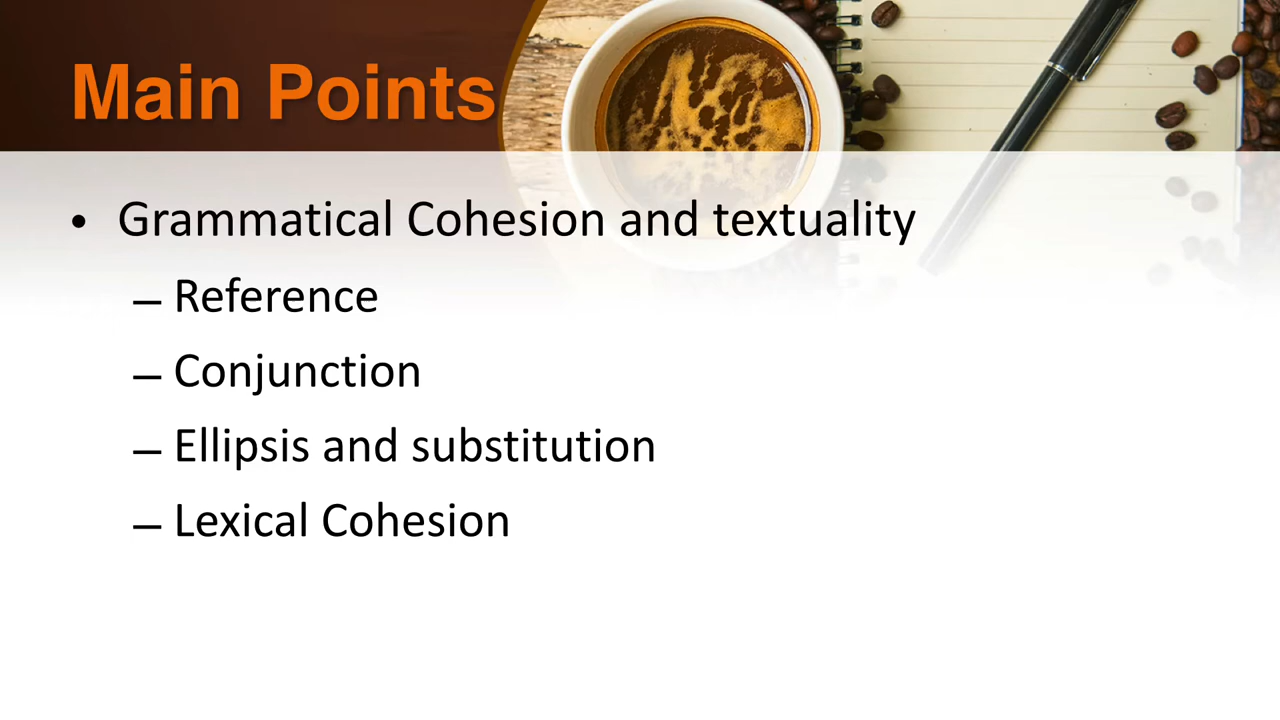 Main Points
• Grammatical Cohesion and textuality
– Reference
– Conjunction
– Ellipsis and substitution
– Lexical Cohesion